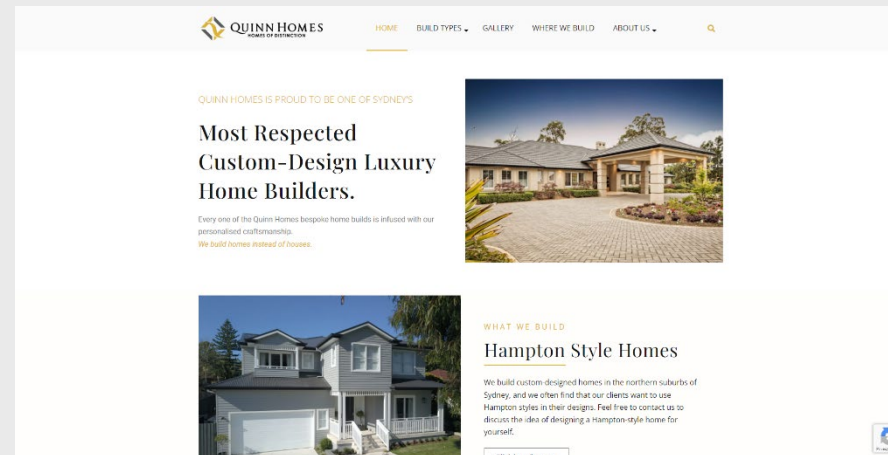 QUINN HOMES
HOMES OF DISTINCTION
HOME BUILD TYPES GALLERY WHERE WE BUILD ABOUT US
QUINN HOMES IS PROUD TO BE ONE OF SYDNEY'S
Most Respected
Custom-Design Luxury
Home Builders.
Every one of the Quinn Homes bespoke home builds is infused with our
personalised craftsmanship.
We build homes instead of houses.
WHAT WE BUILD
Hampton Style Homes
We build custom-designed homes in the northern suburbs of
Sydney, and we often find that our clients want to use
Hampton styles in their designs. Feel free to contact us to
discuss the idea of designing a Hampton-style home for
yourself.